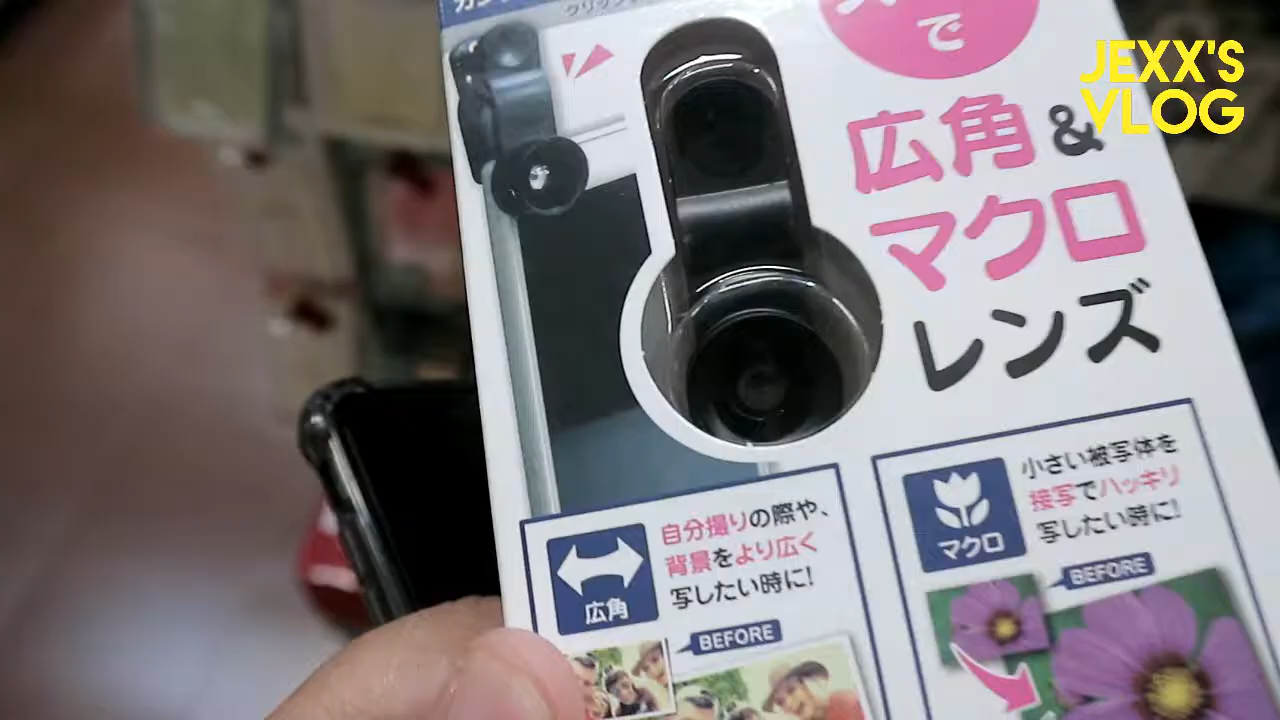 で
広角 &
マクロ
レンズ
JEXX'S
VLOG
広角
自分撮りの際や、
背景をより広く
写したい時に!
BEFORE
マクロ
小さい被写体を
接写でハッキリ
写したい時に!
BEFORE